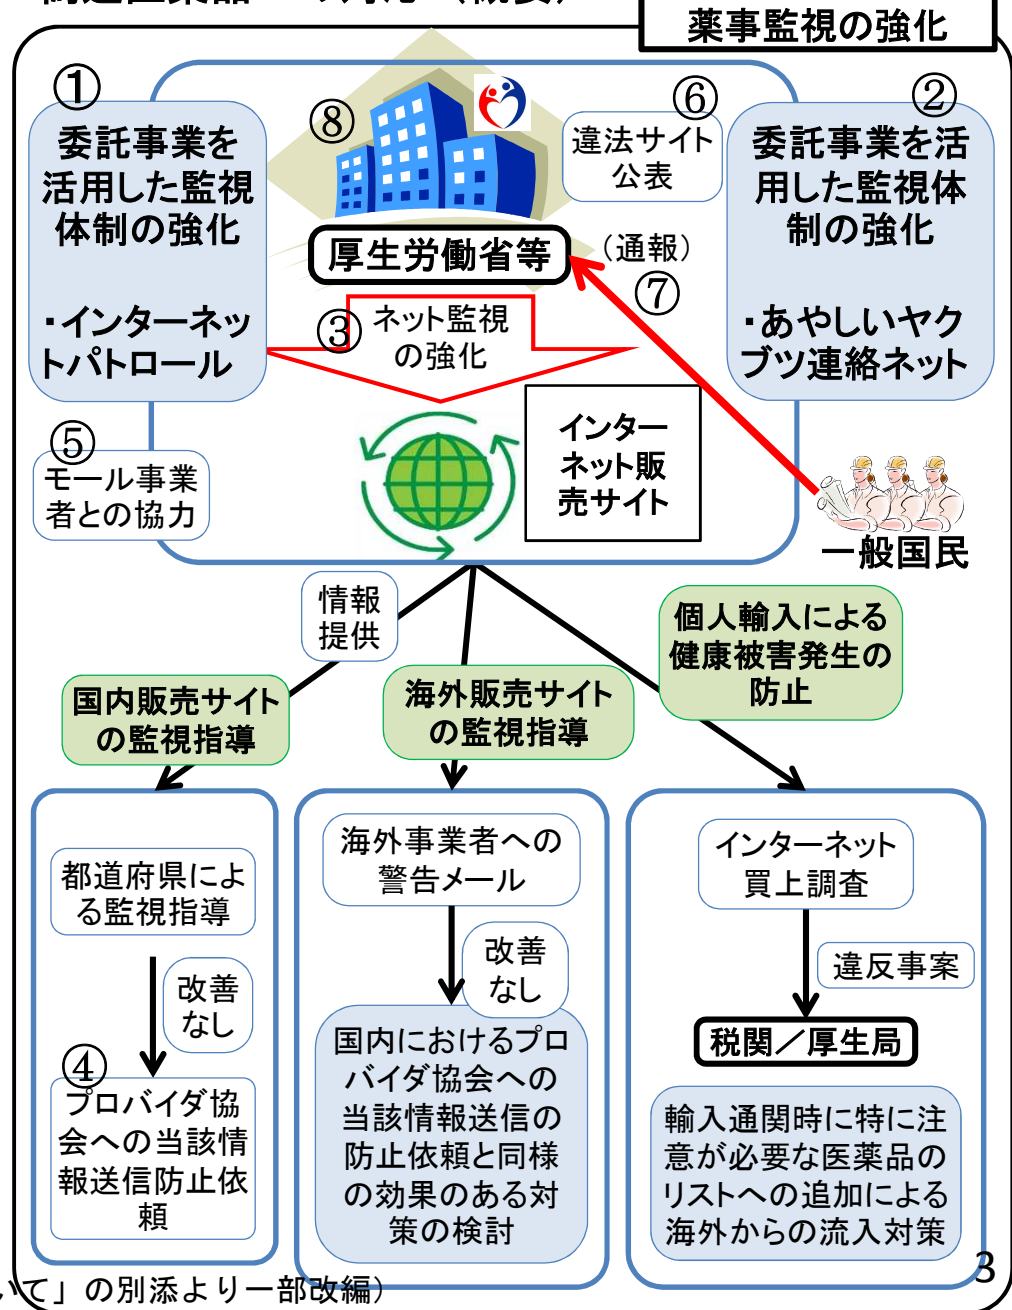 薬事監視の強化
①
委託事業を
活用した監視
体制の強化
・インターネッ
トパトロール
⑧
厚生労働省等
⑥
違法サイト
公表
②
委託事業を活
用した監視体
制の強化
・あやしいヤク
ブツ連絡ネット
（通報）
⑦
③
ネット監視
の強化
インター
ネット販
売サイト
⑤
モール事業
者との協力
一般国民
情報
提供
国内販売サイト
の監視指導
海外販売サイト
の監視指導
個人輸入による
健康被害発生の
防止
都道府県によ
る監視指導
改善
なし
④
プロバイダ協
会への当該情
報送信防止依
頼
海外事業者への
警告メール
改善
なし
国内におけるプロ
バイダ協会への
当該情報送信の
防止依頼と同様
の効果のある対
策の検討
インターネット
買上調査
違反事案
税関／厚生局
輸入通関時に特に注
意が必要な医薬品の
リストへの追加による
海外からの流入対策
3
いて」の別添より一部改編）